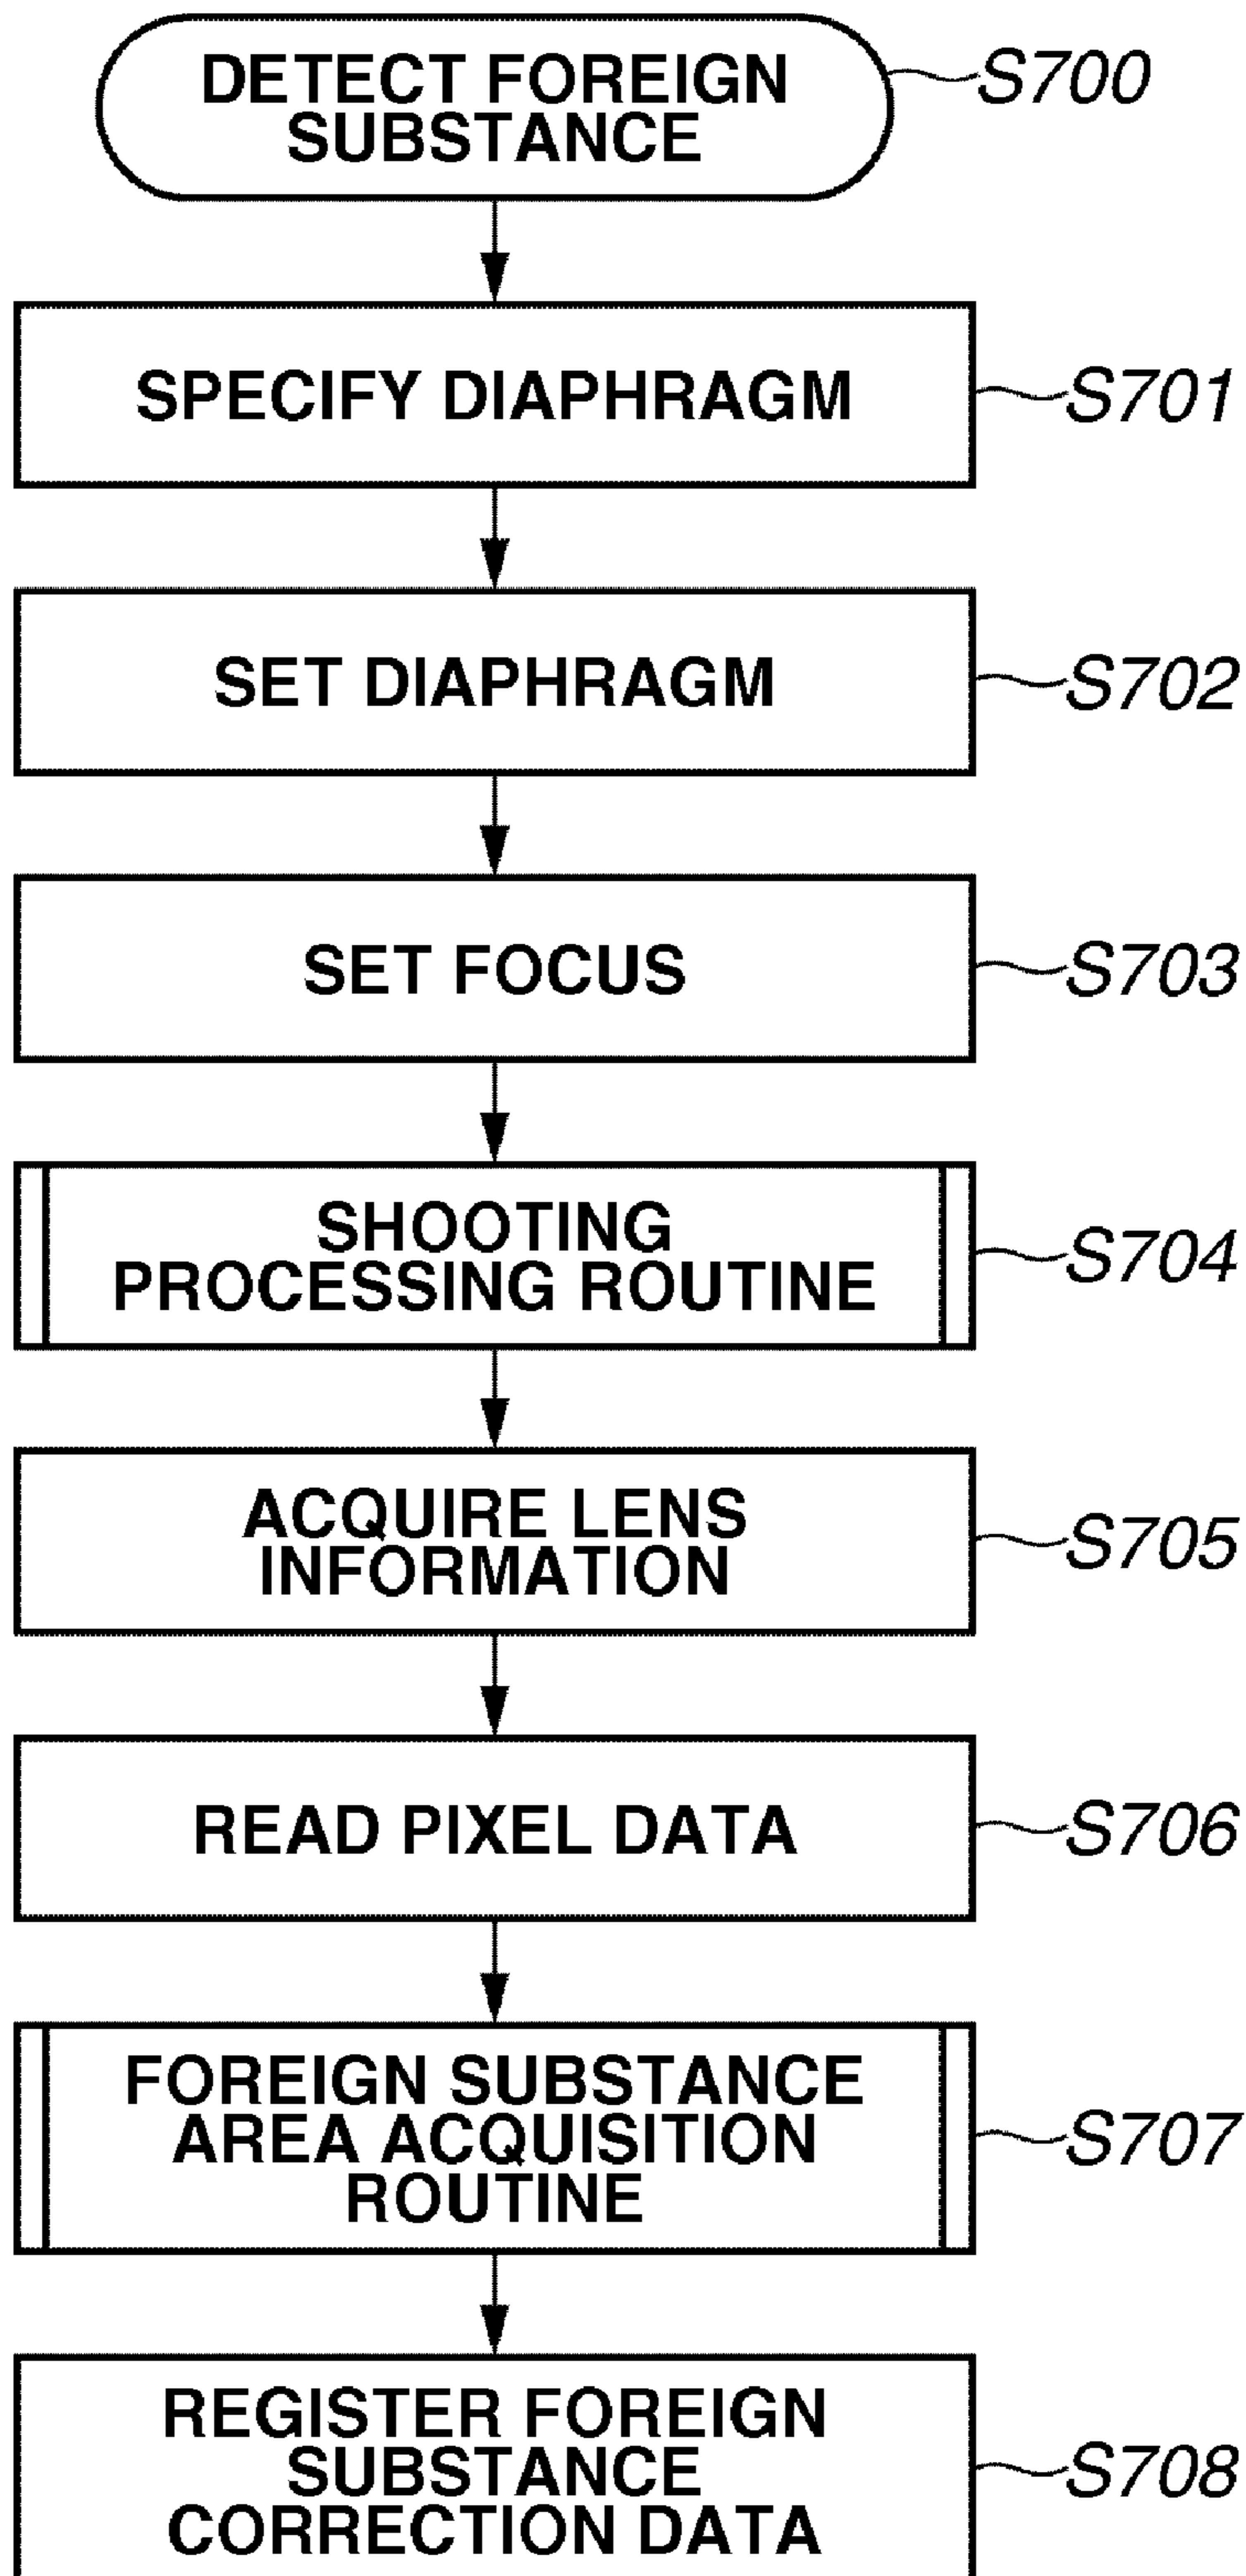 DETECT FOREIGN
SUBSTANCE
S700
SPECIFY DIAPHRAGM
S701
SET DIAPHRAGM
S702
SET FOCUS
S703
SHOOTING
PROCESSING ROUTINE
S704
ACQUIRE LENS
INFORMATION
S705
READ PIXEL DATA
S706
FOREIGN SUBSTANCE
AREA ACQUISITION
ROUTINE
S707
REGISTER FOREIGN
SUBSTANCE
CORRECTION DATA
S708